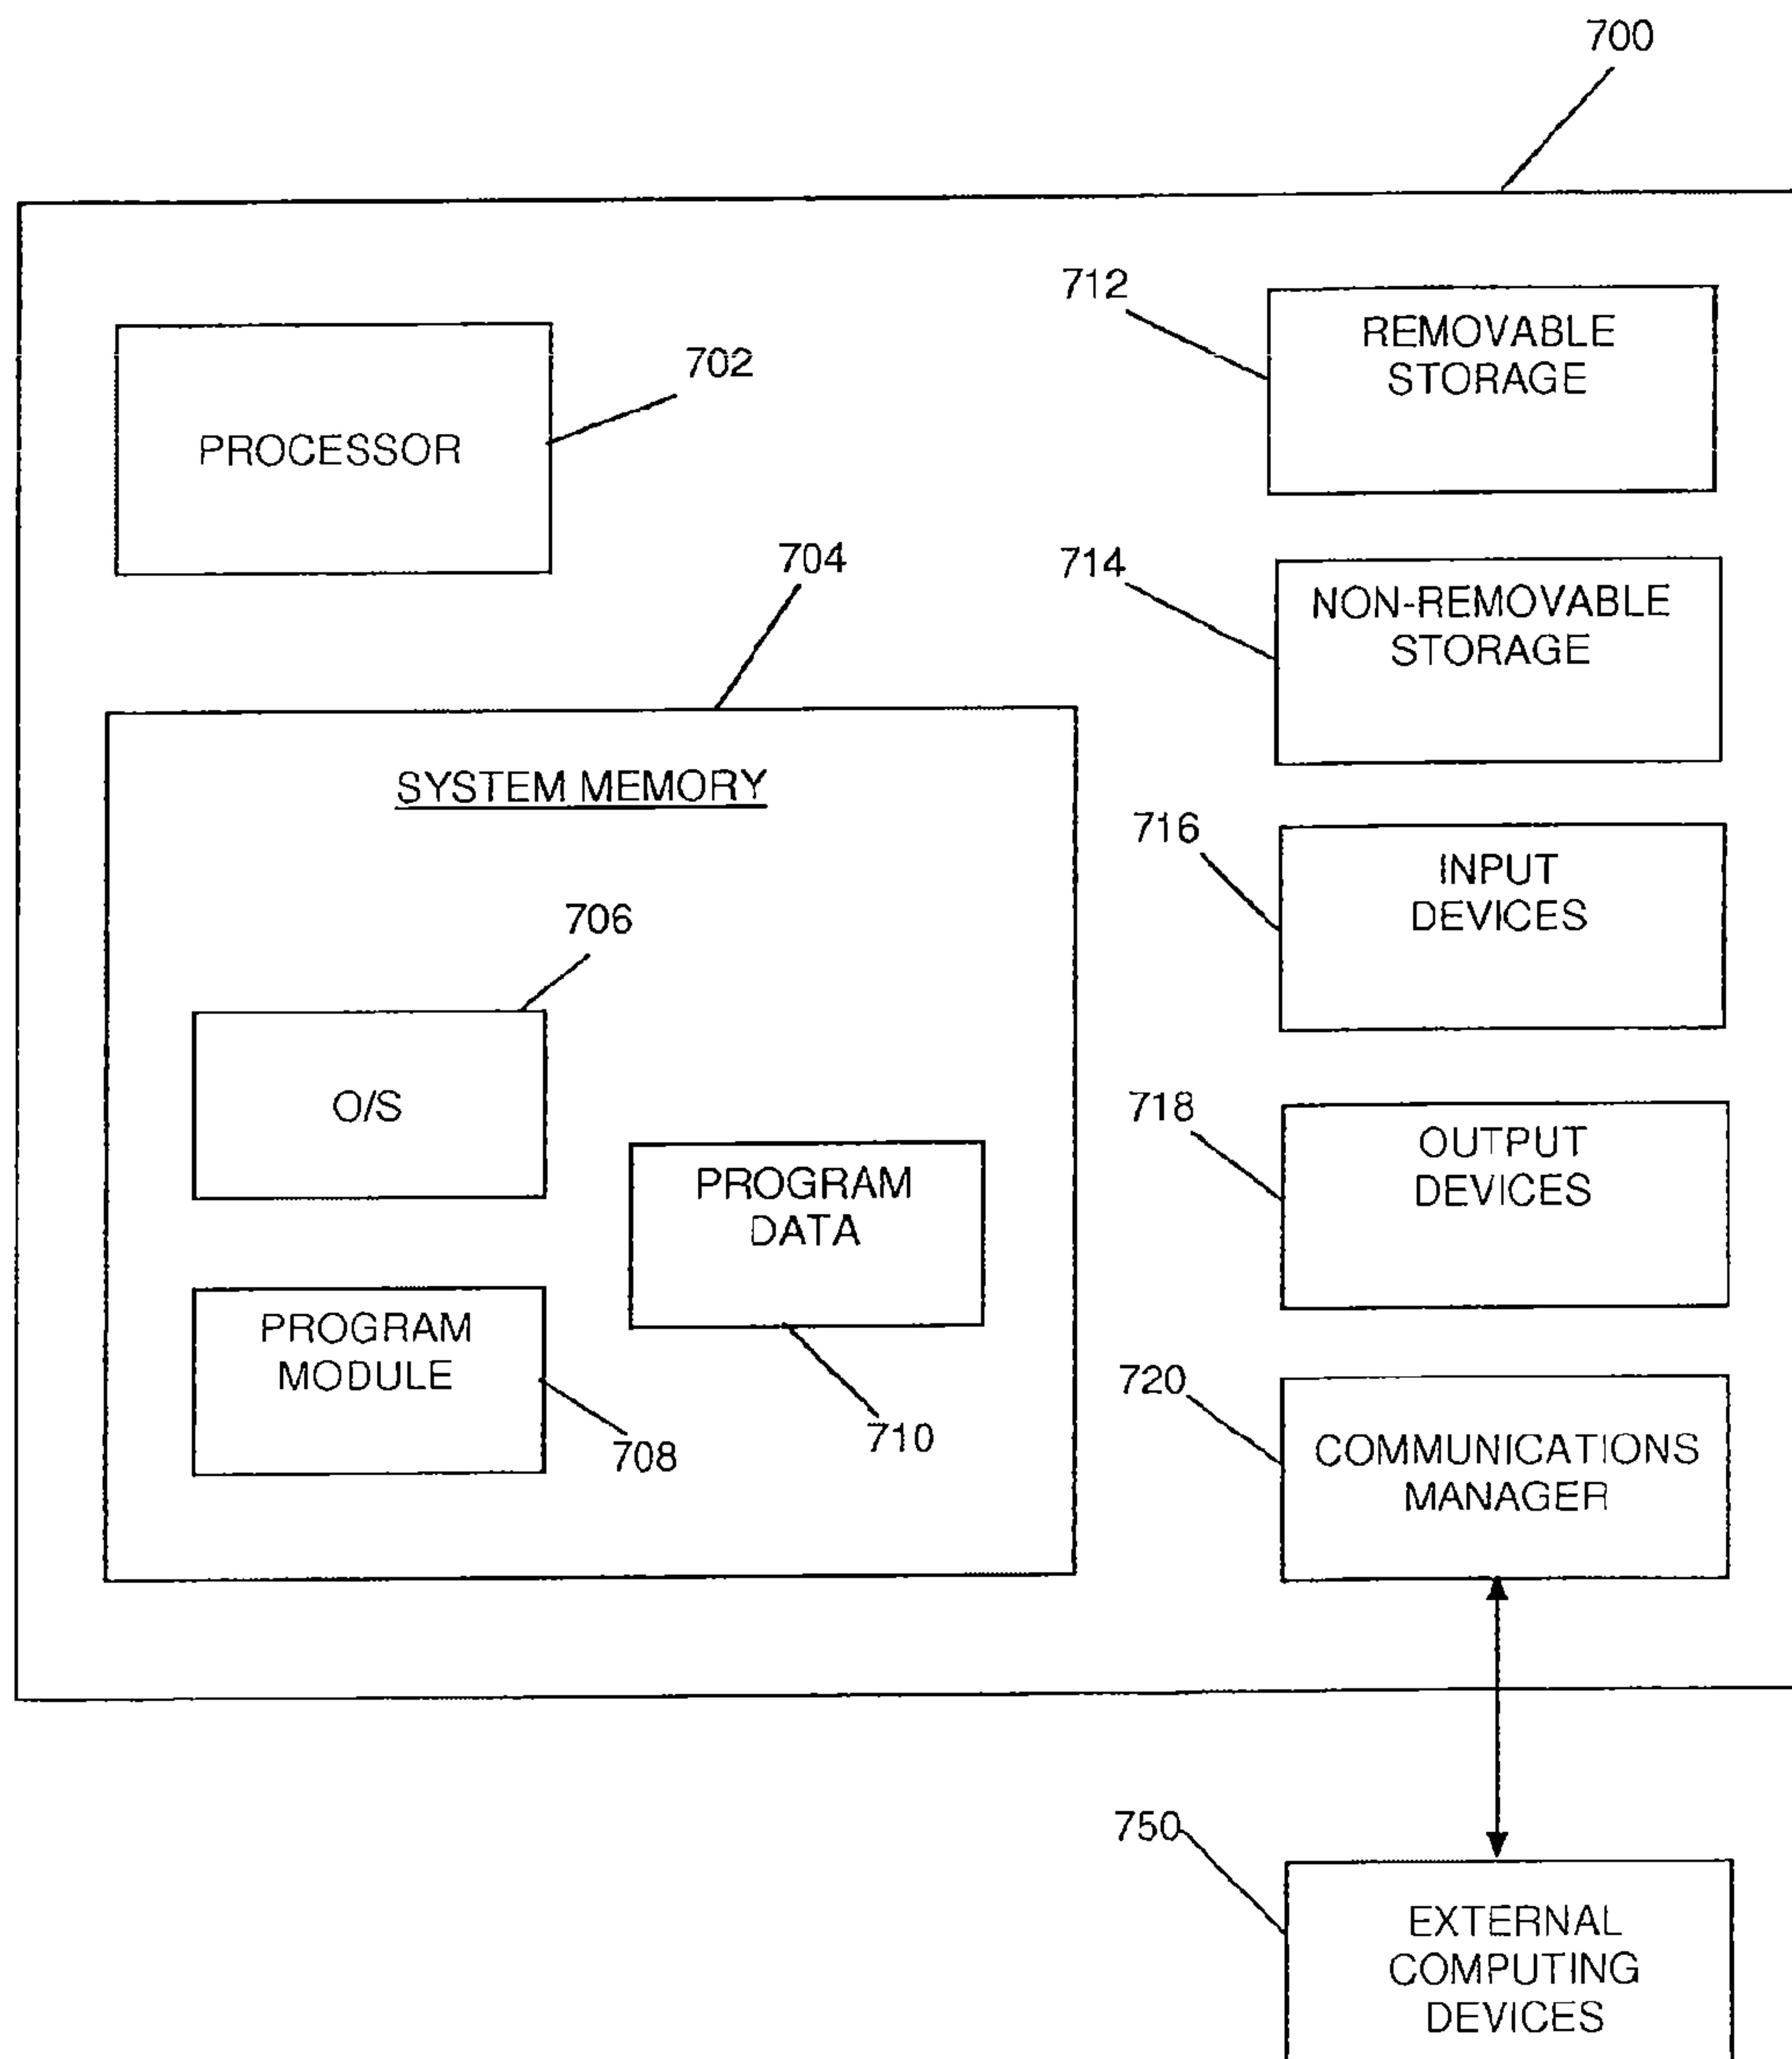 700
712
REMOVABLE
STORAGE
702
PROCESSOR
704
714
NON-REMOVABLE
STORAGE
SYSTEM MEMORY
716
INPUT
DEVICES
706
O/S
718
OUTPUT
DEVICES
PROGRAM
DATA
PROGRAM
MODULE
708
710
720
COMMUNICATIONS
MANAGER
750
EXTERNAL
COMPUTING
DEVICES